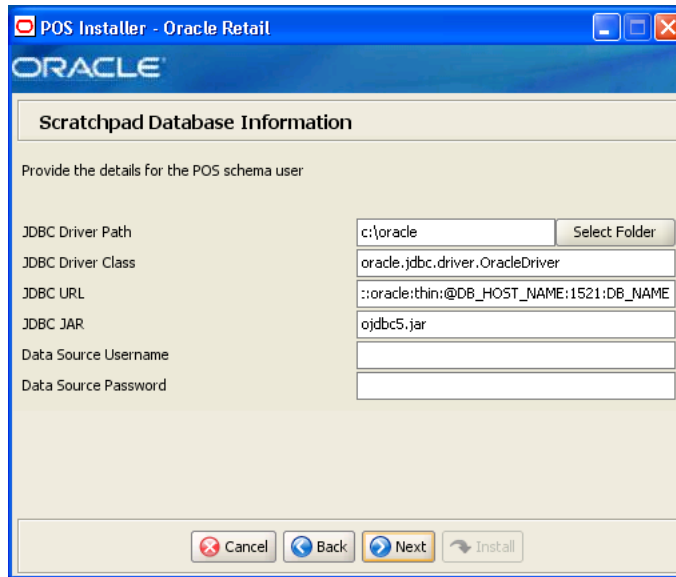 POS Installer - Oracle Retail
ORACLE
Scratchpad Database Information
Provide the details for the POS schema user
JDBC Driver Path c:\oracle Select Folder
JDBC Driver Class oracle.jdbc.driver.OracleDriver
JDBC URL ::oracle:thin:@DB_HOST_NAME:1521:DB_NAME
JDBC JAR ojdbc5.jar
Data Source Username
Data Source Password
Cancel Back Next Install